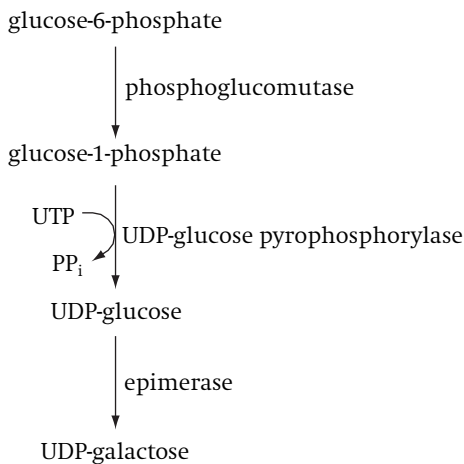 glucose-6-phosphate
phosphoglucomutase
glucose-1-phosphate
UTP
UDP-glucose pyrophosphorylase
PPi
UDP-glucose
epimerase
UDP-galactose